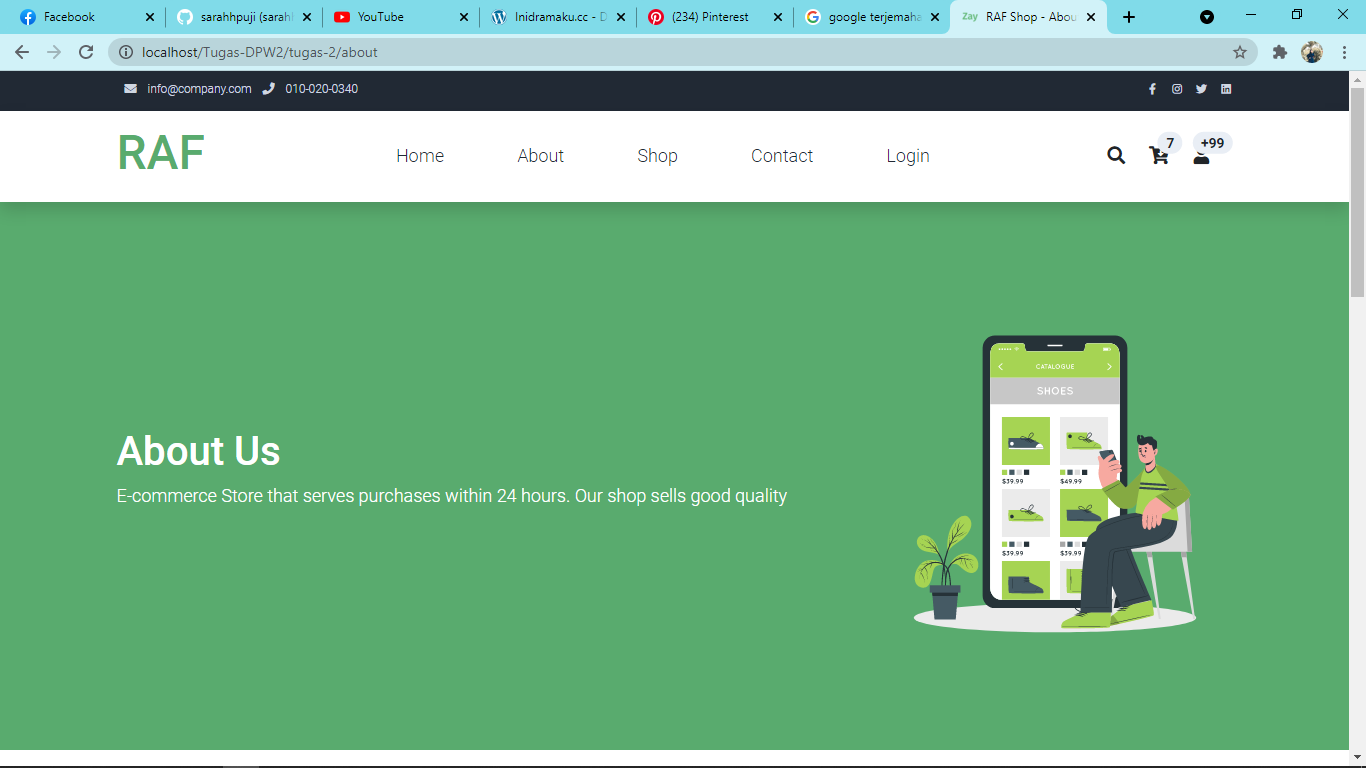 Facebook
sarahhpuji (sarahh
YouTube
Inidramaku.cc - D
(234) Pinterest
google terjemaha
Zay
RAF Shop - Abou
localhost/Tugas-DPW2/tugas-2/about
info@company.com 010-020-0340
RAF
Home About Shop Contact Login
7 +99
CATALOGUE
SHOES
$39.99 $49.99
$39.99 $39.99
About Us
E-commerce Store that serves purchases within 24 hours. Our shop sells good quality